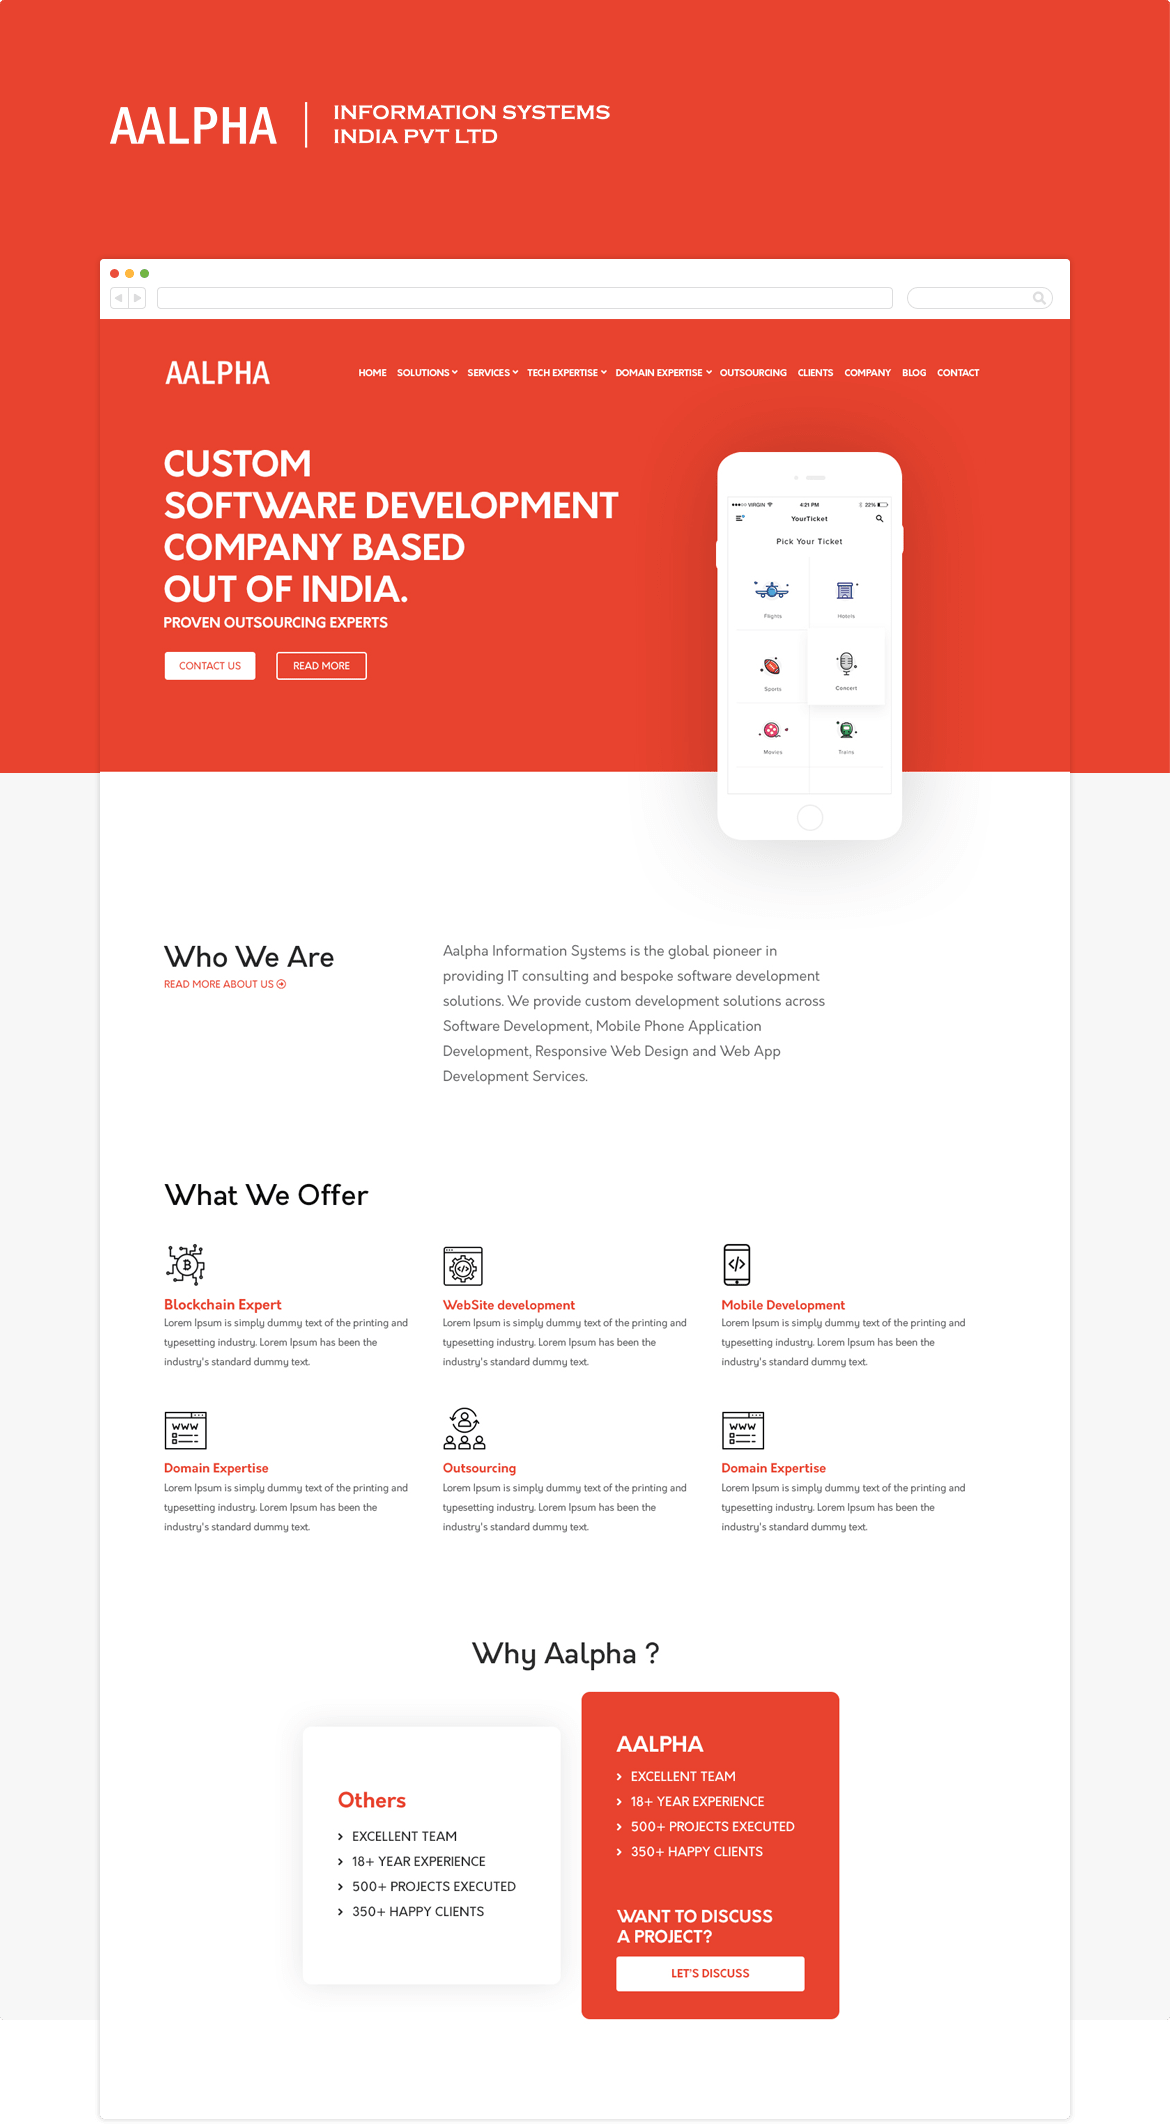 AALPHA
INFORMATION SYSTEMS
INDIA PVT LTD
AALPHA
HOME SOLUTIONS SERVICES TECH EXPERTISE DOMAIN EXPERTISE OUTSOURCING CLIENTS COMPANY BLOG CONTACT
CUSTOM
SOFTWARE DEVELOPMENT
COMPANY BASED
OUT OF INDIA.
PROVEN OUTSOURCING EXPERTS
CONTACT US READ MORE
VIRGIN 4:21 PM 22%
YourTicket
Pick Your Ticket
Flights Hotels
Sports Concert
Movies Trains
Who We Are
READ MORE ABOUT US
Aalpha Information Systems is the global pioneer in
providing IT consulting and bespoke software development
solutions. We provide custom development solutions across
Software Development, Mobile Phone Application
Development, Responsive Web Design and Web App
Development Services.
What We Offer
Blockchain Expert
Lorem Ipsum is simply dummy text of the printing and
typesetting industry. Lorem Ipsum has been the
industry's standard dummy text.
WebSite development
Lorem Ipsum is simply dummy text of the printing and
typesetting industry. Lorem Ipsum has been the
industry's standard dummy text.
Mobile Development
Lorem Ipsum is simply dummy text of the printing and
typesetting industry. Lorem Ipsum has been the
industry's standard dummy text.
WWW
Domain Expertise
Lorem Ipsum is simply dummy text of the printing and
typesetting industry. Lorem Ipsum has been the
industry's standard dummy text.
Outsourcing
Lorem Ipsum is simply dummy text of the printing and
typesetting industry. Lorem Ipsum has been the
industry's standard dummy text.
WWW
Domain Expertise
Lorem Ipsum is simply dummy text of the printing and
typesetting industry. Lorem Ipsum has been the
industry's standard dummy text.
Why Aalpha ?
Others
EXCELLENT TEAM
18+ YEAR EXPERIENCE
500+ PROJECTS EXECUTED
350+ HAPPY CLIENTS
AALPHA
EXCELLENT TEAM
18+ YEAR EXPERIENCE
500+ PROJECTS EXECUTED
350+ HAPPY CLIENTS
WANT TO DISCUSS
A PROJECT?
LET'S DISCUSS